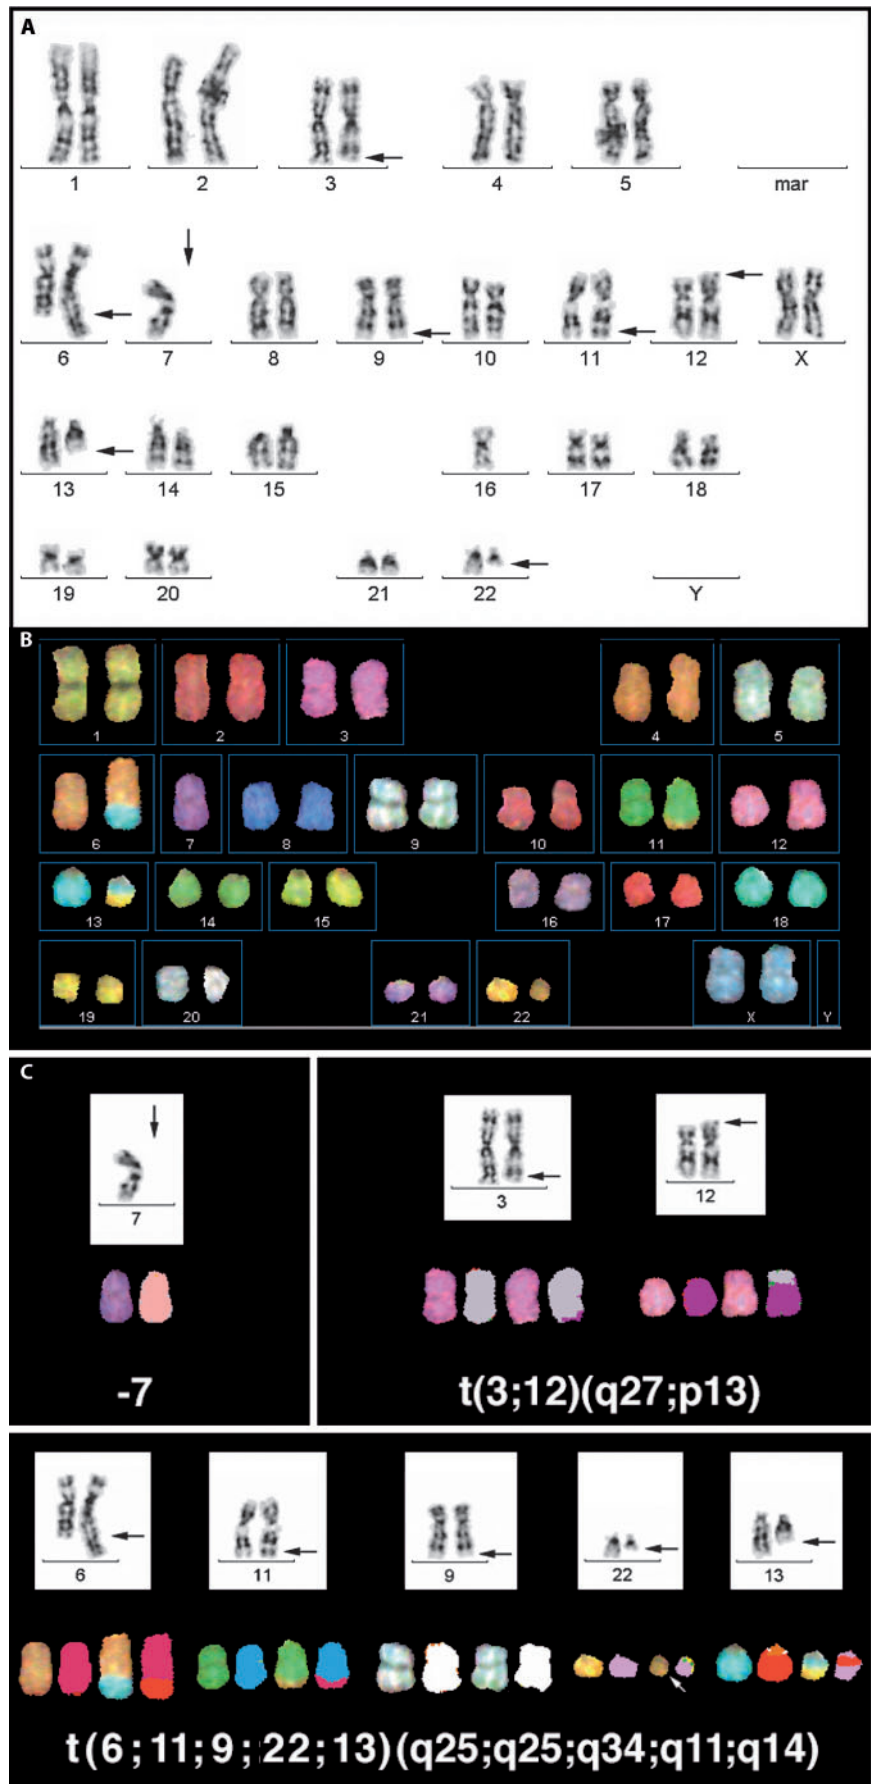 A
1 2 3 4 5 mar
6 7 8 9 10 11 12 X
13 14 15 16 17 18
19 20 21 22 Y
B
1 2 3 4 5
6 7 8 9 10 11 12
13 14 15 16 17 18
19 20 21 22 X Y
C
7 3 12
-7 t(3;12)(q27;p13)
6 11 9 22 13
t(6;11;9;22;13)(q25;q25;q34;q11;q14)